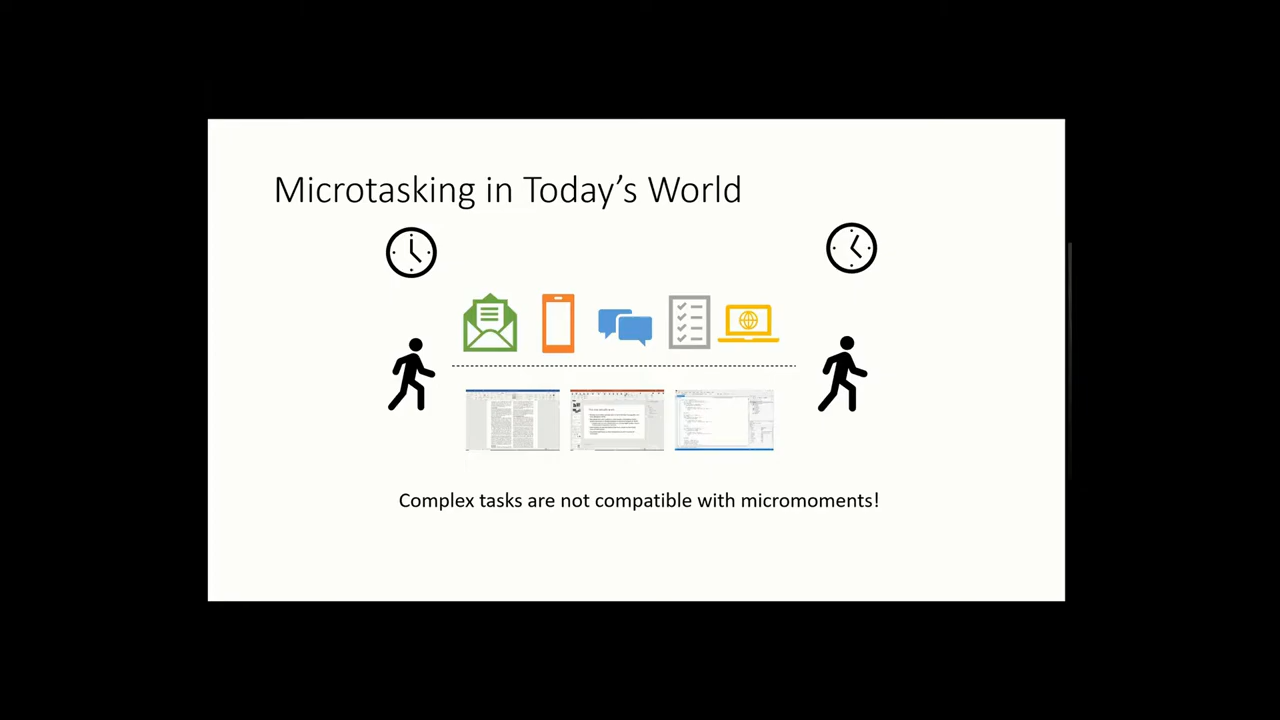 Microtasking in Today's World
Complex tasks are not compatible with micromoments!